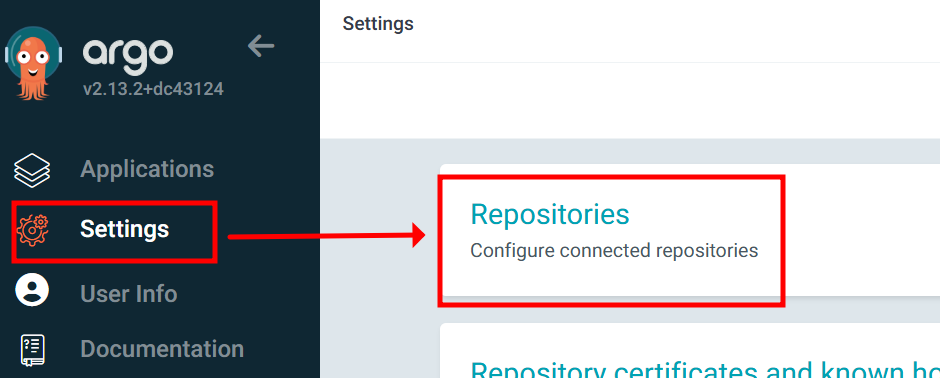 argo
v2.13.2+dc43124
Applications
Settings
User Info
Documentation
Settings
Repositories
Configure connected repositories
Repository certificates and known ho